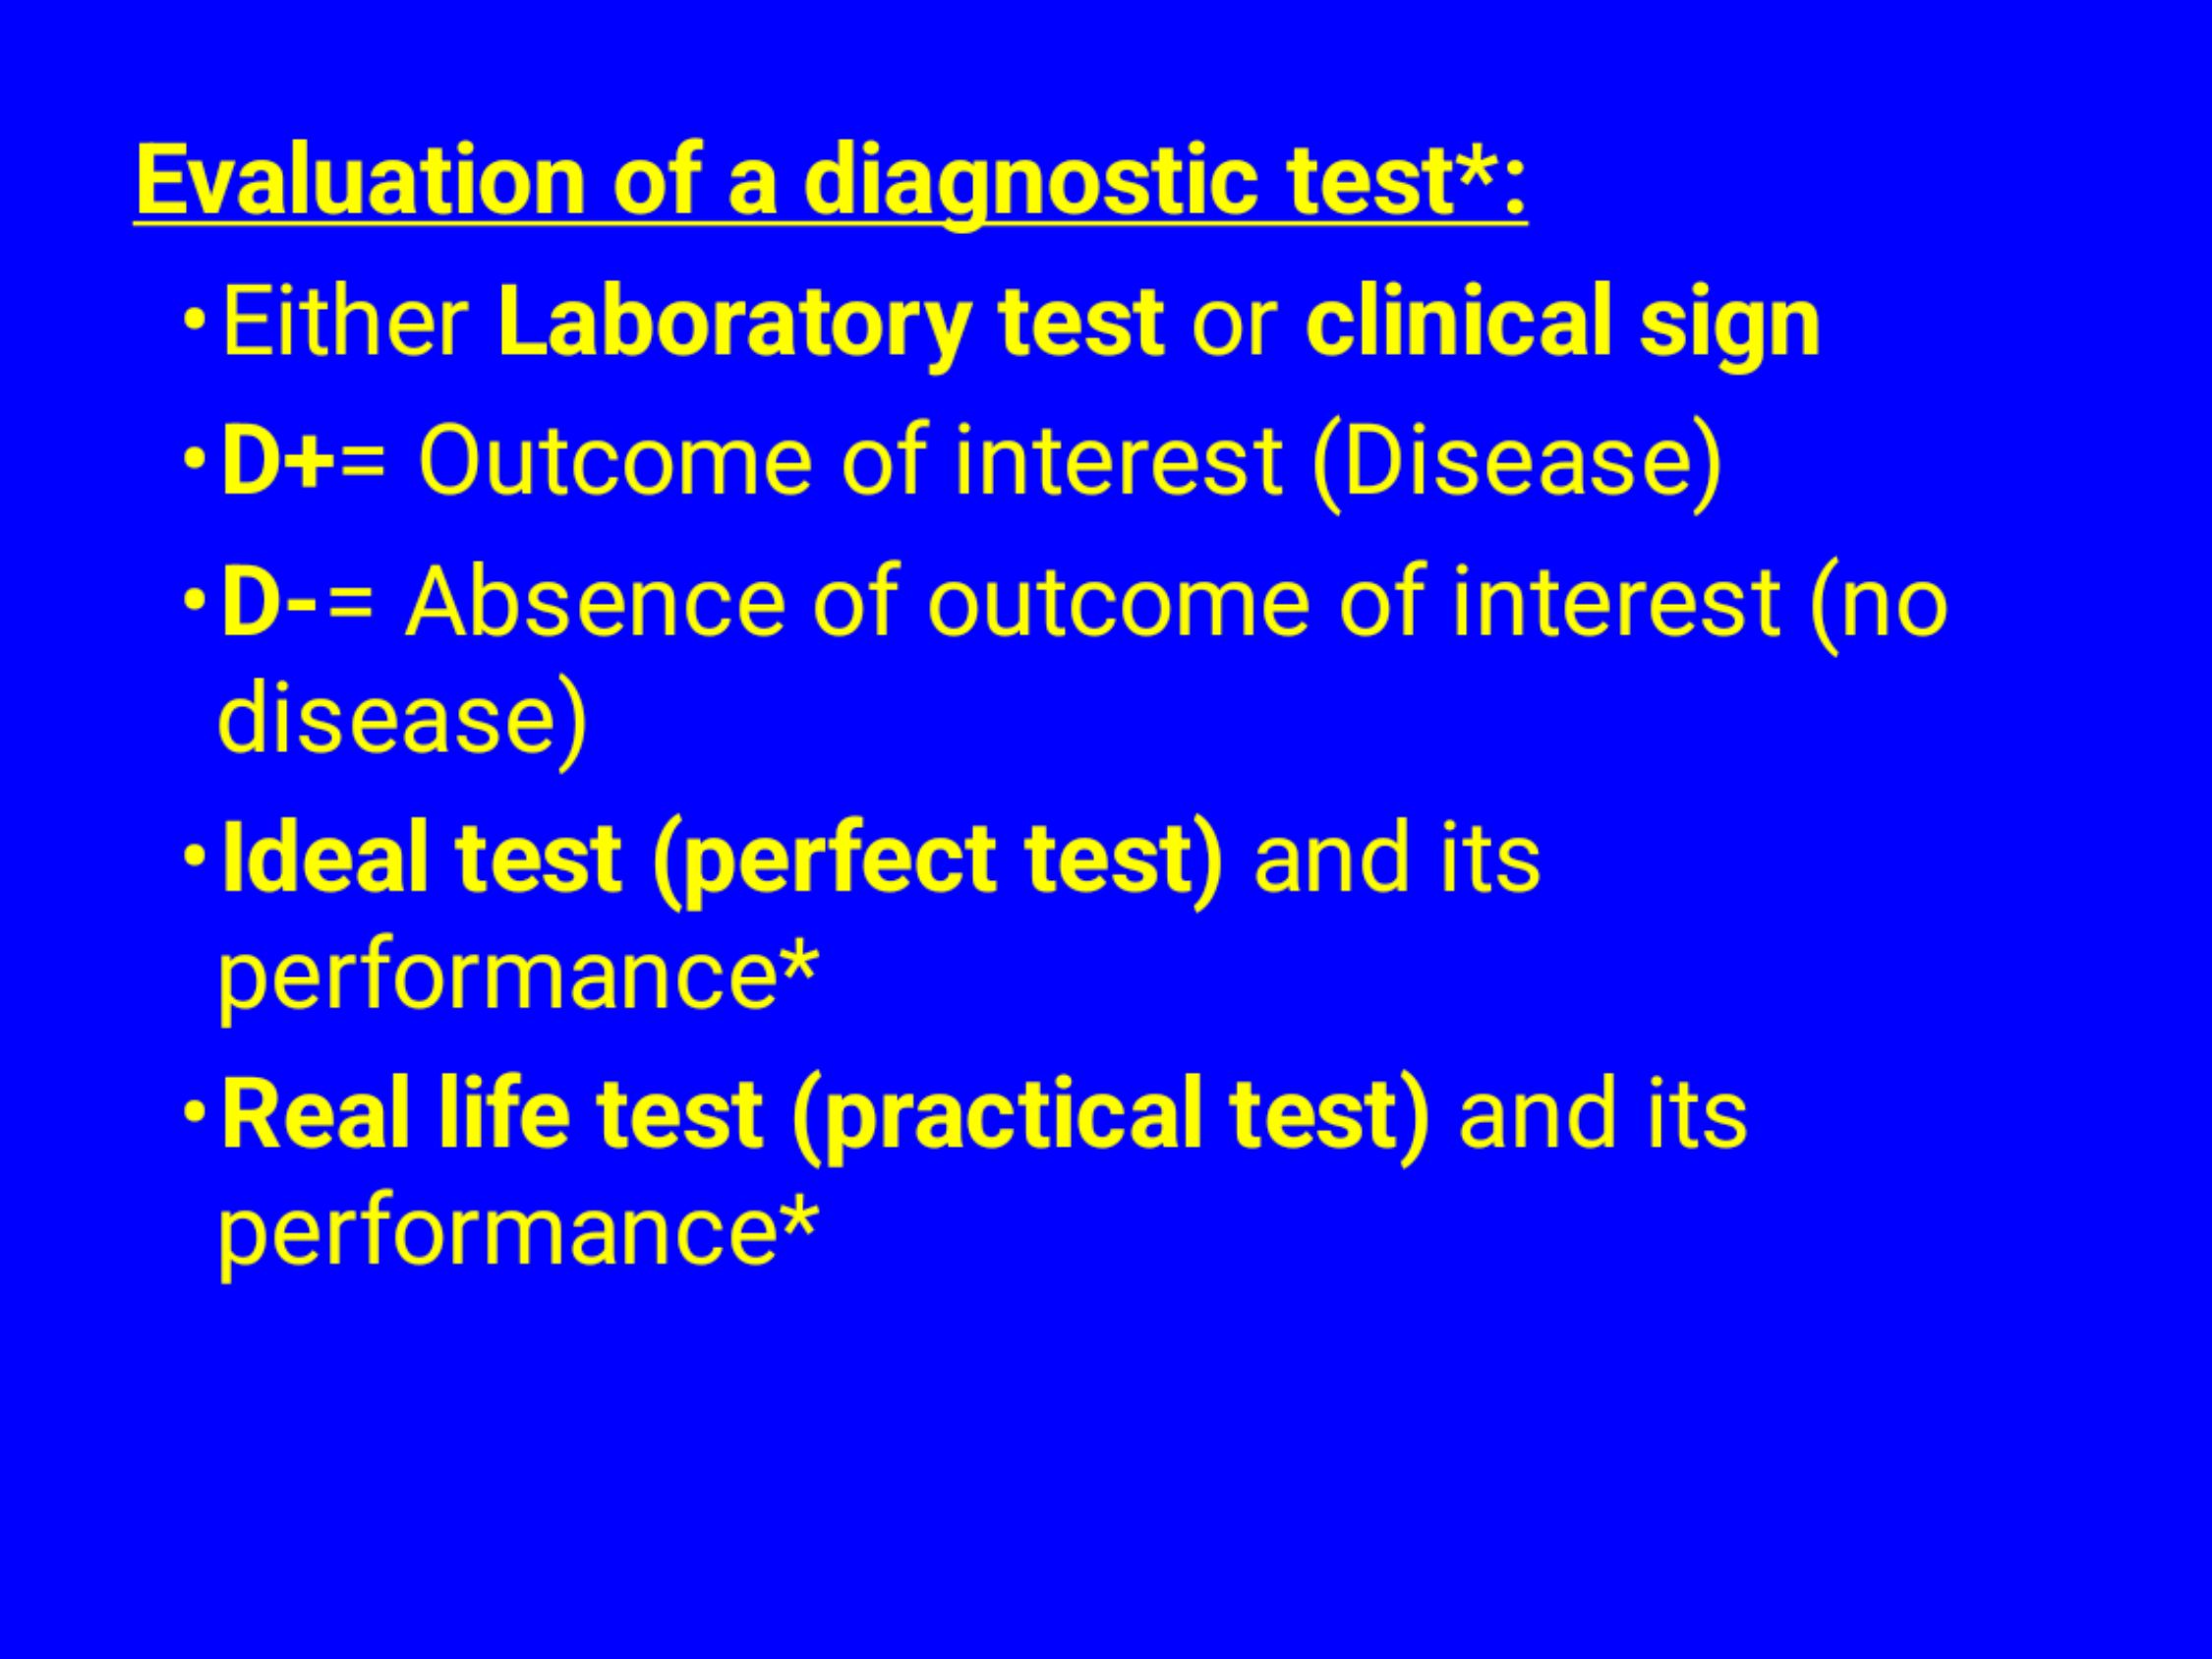 Evaluation of a diagnostic test*:
•Either Laboratory test or clinical sign
•D+= Outcome of interest (Disease)
•D-= Absence of outcome of interest (no
disease)
•Ideal test (perfect test) and its
performance*
•Real life test (practical test) and its
performance*